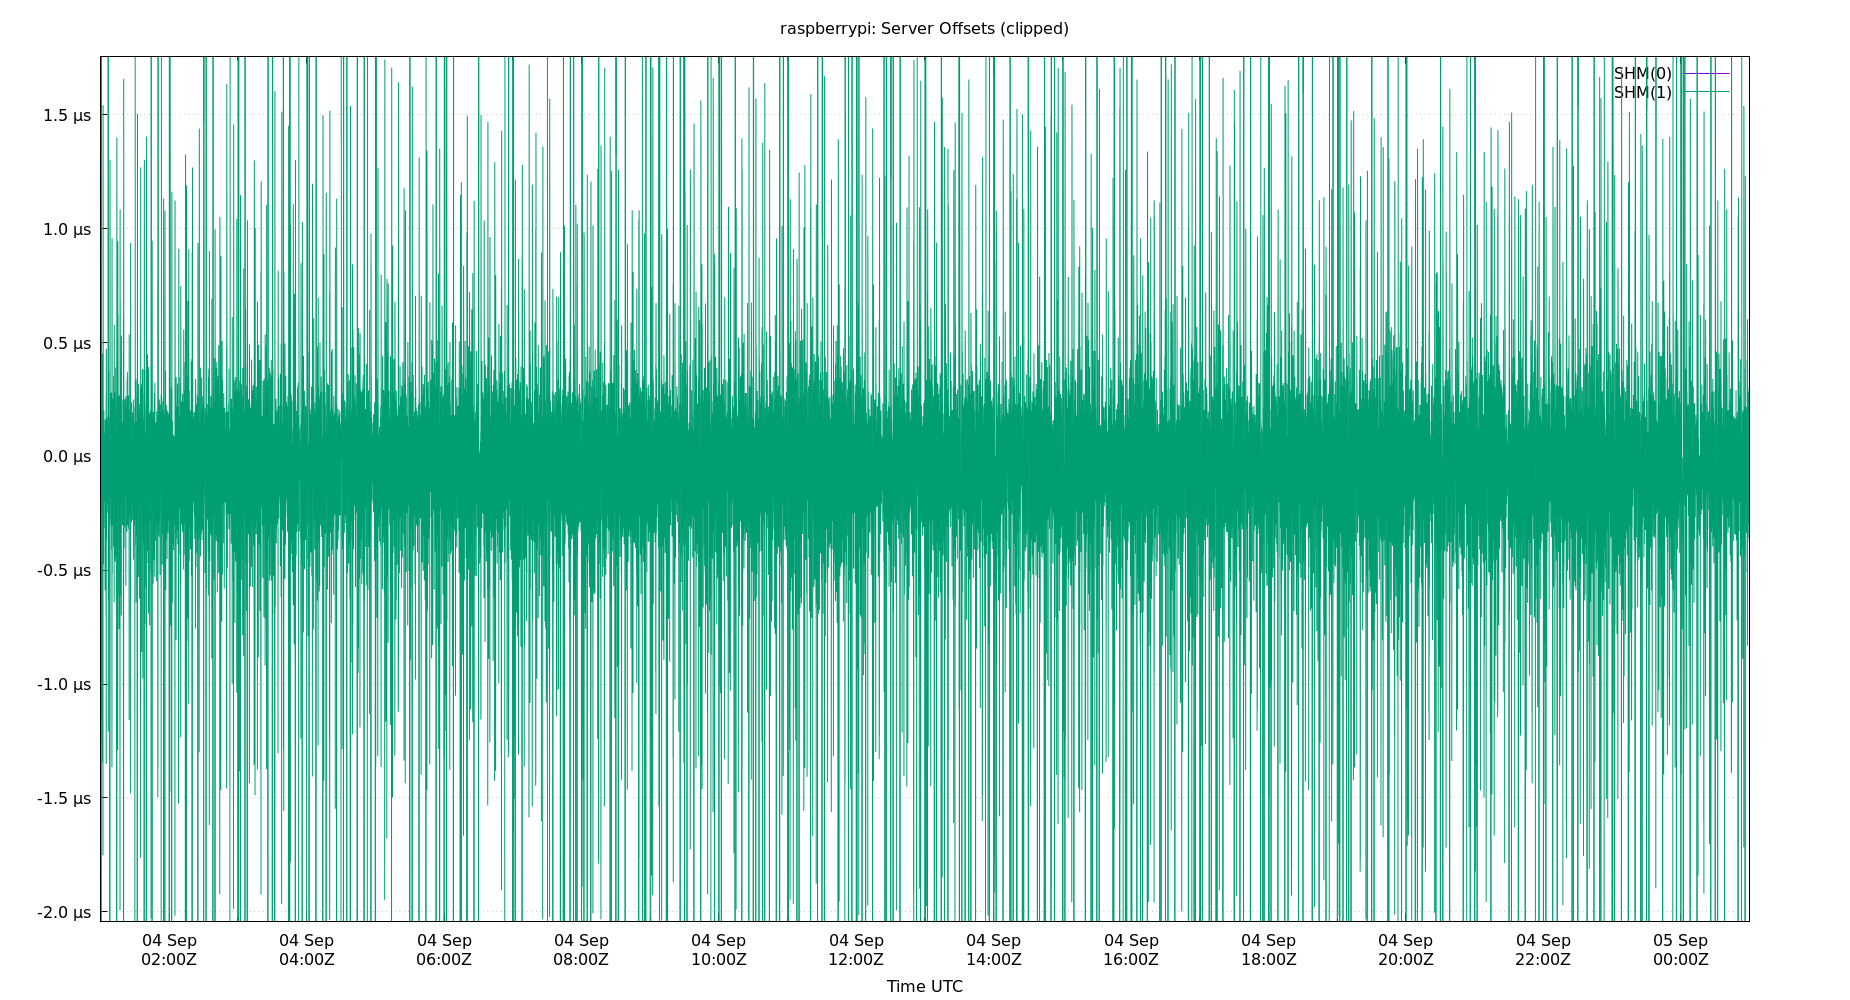 raspberrypi: Server Offsets (clipped)
SHM(0)
SHM(1)
1.5 µs
1.0 µs
0.5 µs
0.0 µs
-0.5 µs
-1.0 µs
-1.5 µs
-2.0 µs
04 Sep 04 Sep 04 Sep 04 Sep 04 Sep 04 Sep 04 Sep 04 Sep 04 Sep 04 Sep 04 Sep 05 Sep
02:00Z 04:00Z 06:00Z 08:00Z 10:00Z 12:00Z 14:00Z 16:00Z 18:00Z 20:00Z 22:00Z 00:00Z
Time UTC